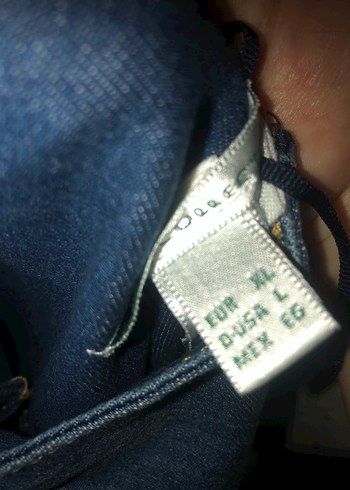 EUR XL
D-USA L
MEX EG